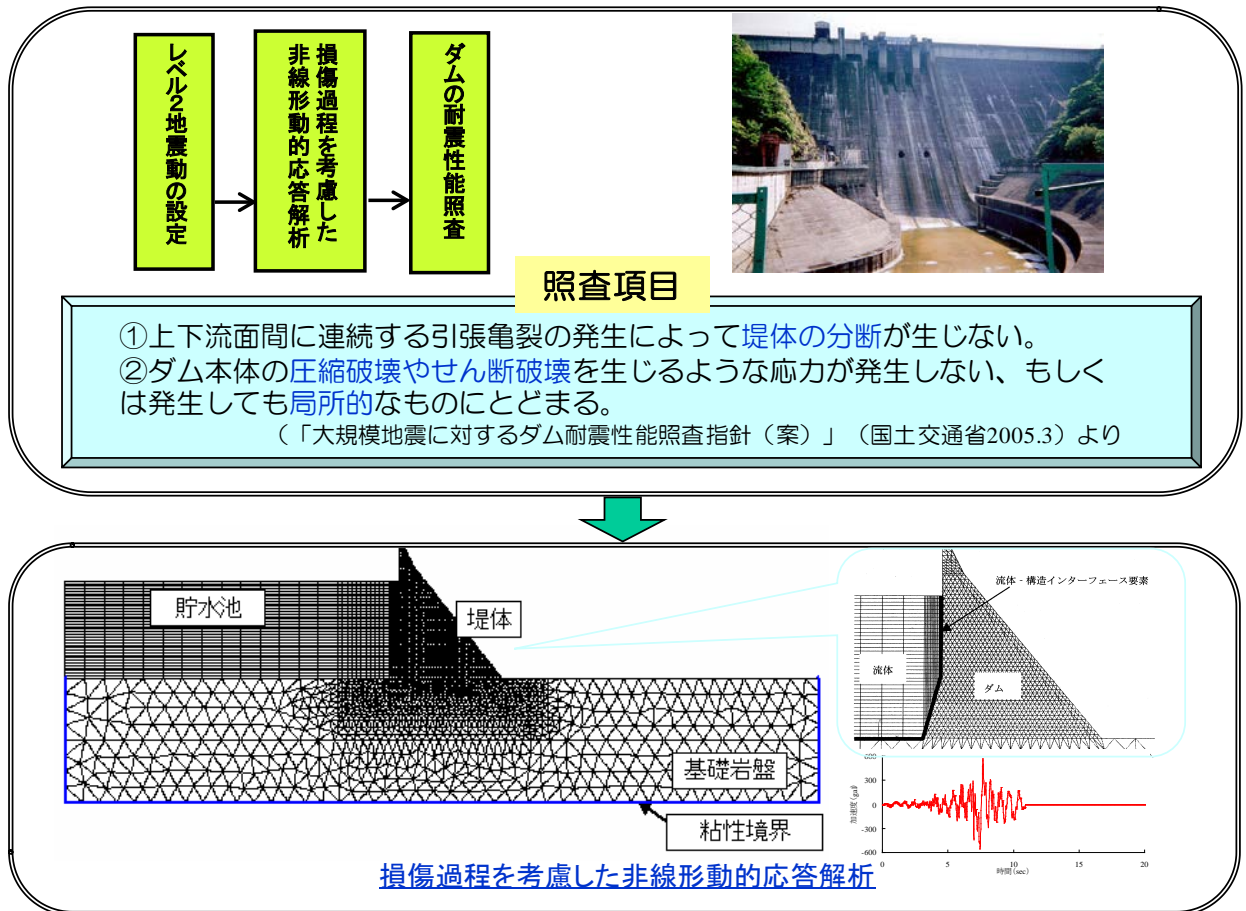 レベル2地震動の設定
損傷過程を考慮した
非線形動的応答解析
ダムの耐震性能照査
照査項目
①上下流面間に連続する引張亀裂の発生によって堤体の分断が生じない。
②ダム本体の圧縮破壊やせん断破壊を生じるような応力が発生しない、もしく
は発生しても局所的なものにとどまる。
(「大規模地震に対するダム耐震性能照査指針(案)」(国土交通省2005.3)より
貯水池
堤体
基礎岩盤
粘性境界
流体‐構造インターフェース要素
流体
ダム
加速度(gal)
600
300
0
-300
-600
0
5
10
15
20
時間(sec)
損傷過程を考慮した非線形動的応答解析